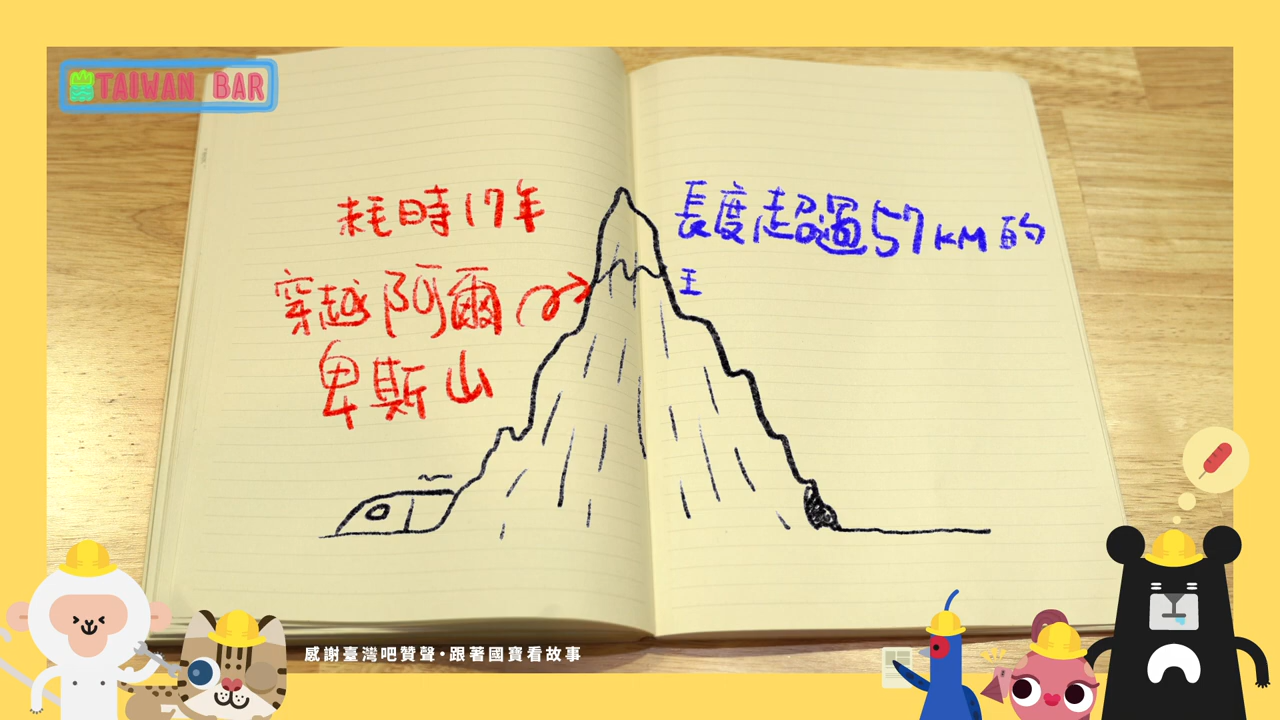 TAIWAN BAR
耗時17年
穿越阿爾
卑斯山
長度超過57KM的
王
感謝臺灣吧贊聲•跟著國寶看故事